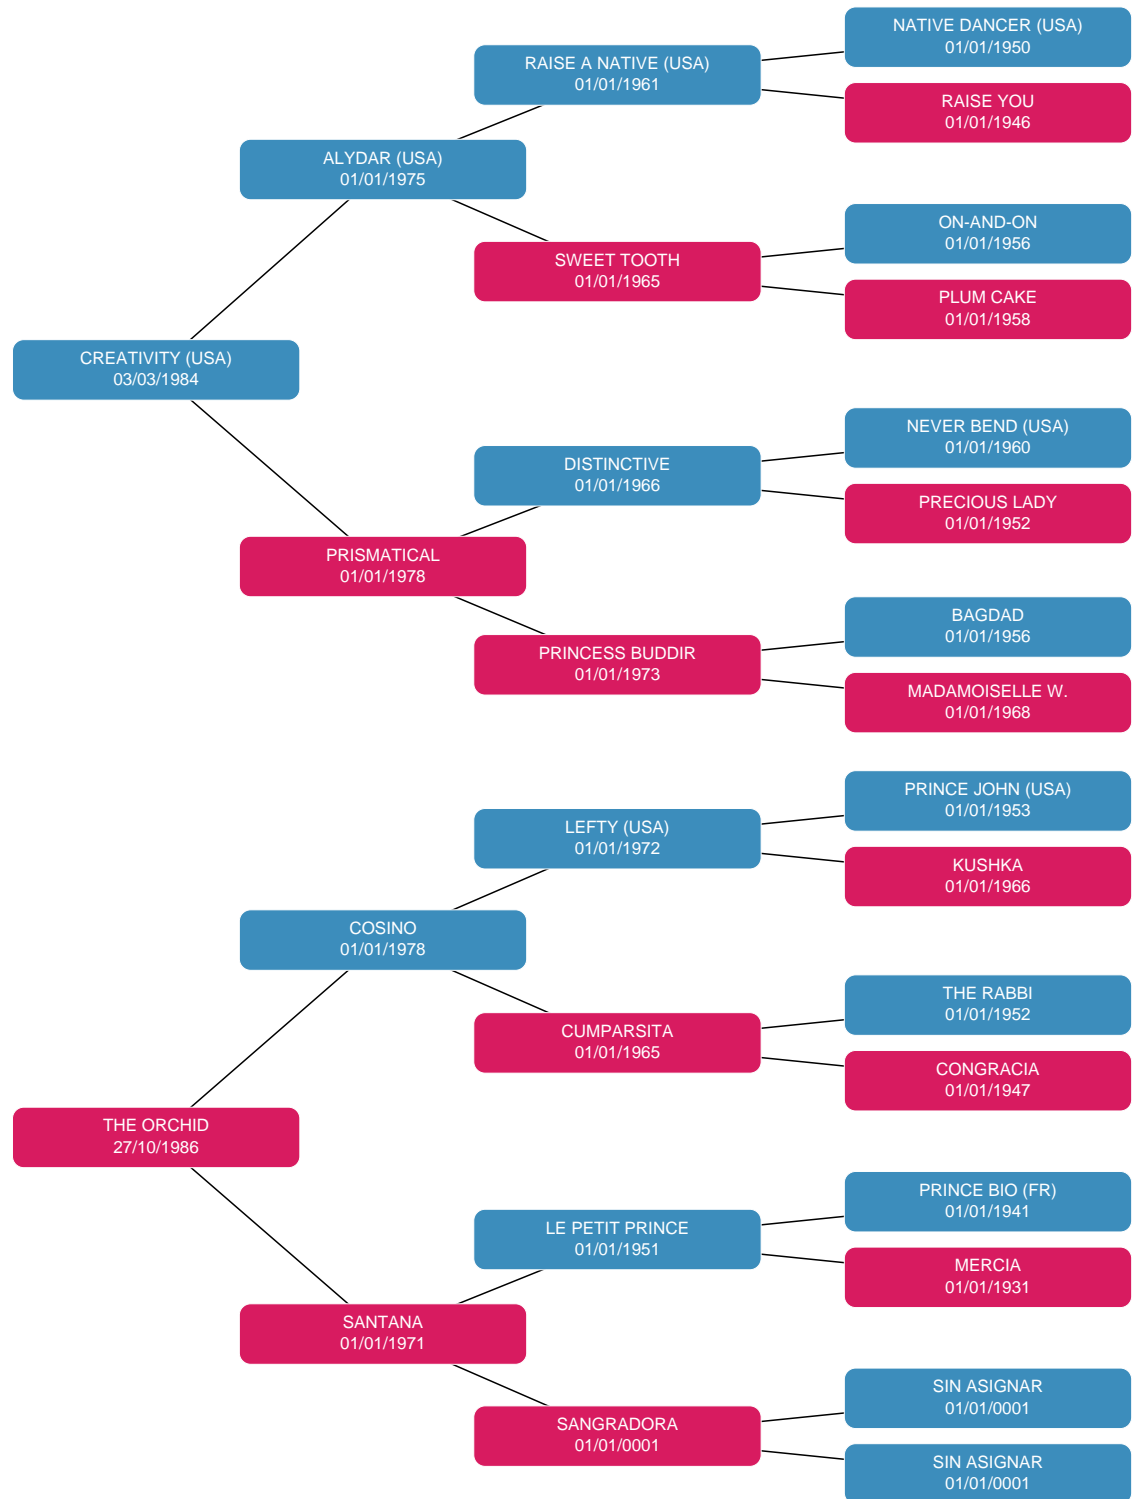 NATIVE DANCER (USA)
01/01/1950
RAISE A NATIVE (USA)
01/01/1961
RAISE YOU
01/01/1946
ALYDAR (USA)
01/01/1975
ON-AND-ON
01/01/1956
SWEET TOOTH
01/01/1965
PLUM CAKE
01/01/1958
CREATIVITY (USA)
03/03/1984
NEVER BEND (USA)
01/01/1960
DISTINCTIVE
01/01/1966
PRECIOUS LADY
01/01/1952
PRISMATICAL
01/01/1978
BAGDAD
01/01/1956
PRINCESS BUDDIR
01/01/1973
MADAMOISELLE W.
01/01/1968
PRINCE JOHN (USA)
01/01/1953
LEFTY (USA)
01/01/1972
KUSHKA
01/01/1966
COSINO
01/01/1978
THE RABBI
01/01/1952
CUMPARSITA
01/01/1965
CONGRACIA
01/01/1947
THE ORCHID
27/10/1986
PRINCE BIO (FR)
01/01/1941
LE PETIT PRINCE
01/01/1951
MERCIA
01/01/1931
SANTANA
01/01/1971
SIN ASIGNAR
01/01/0001
SANGRADORA
01/01/0001
SIN ASIGNAR
01/01/0001